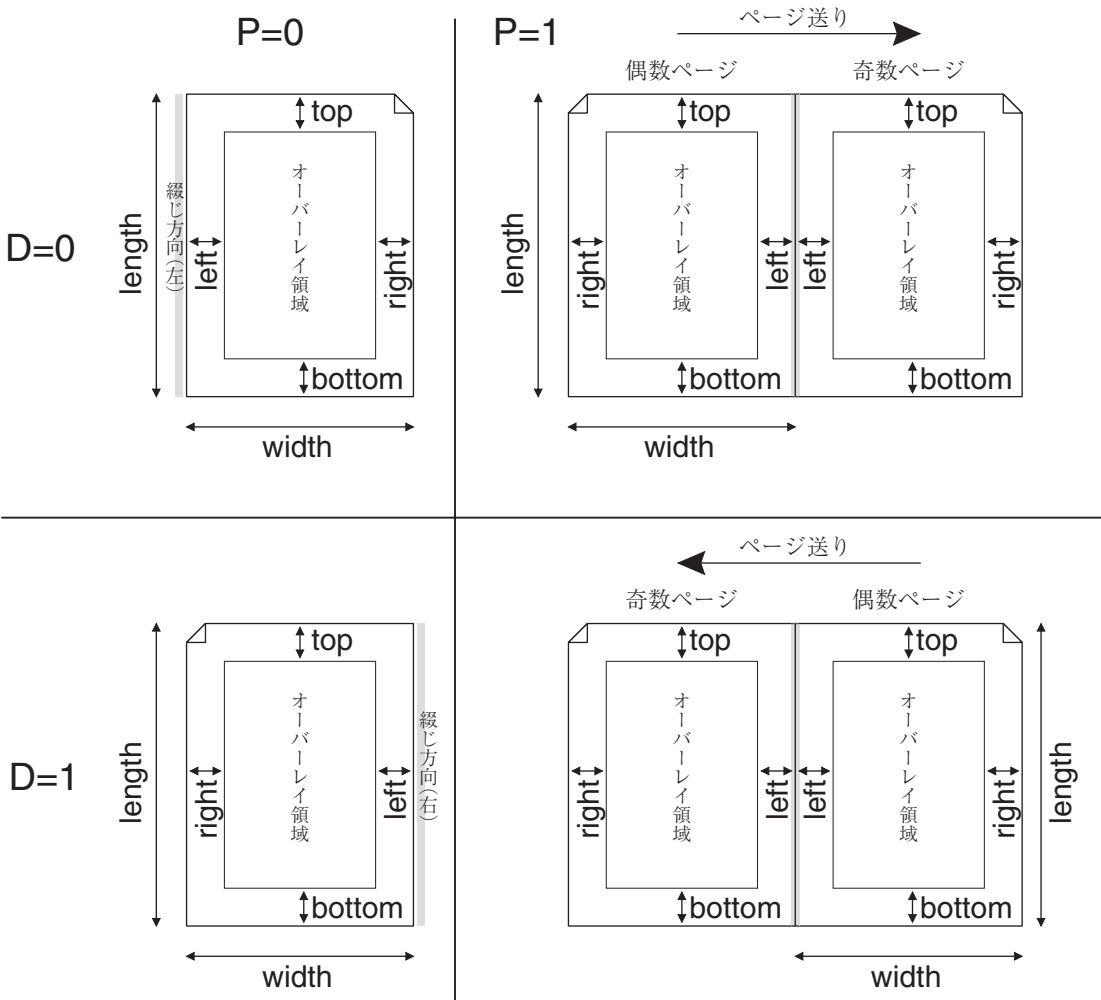 P=0
P=1
ページ送り
偶数ページ
奇数ページ
D=0
length
綴じ方向(左)
left
top
オーバーレイ領域
right
bottom
width
length
right
top
オーバーレイ領域
left
bottom
width
left
top
オーバーレイ領域
right
bottom
ページ送り
奇数ページ
偶数ページ
D=1
length
right
top
オーバーレイ領域
left
綴じ方向(右)
bottom
width
right
top
オーバーレイ領域
left
bottom
left
top
オーバーレイ領域
right
bottom
length
width